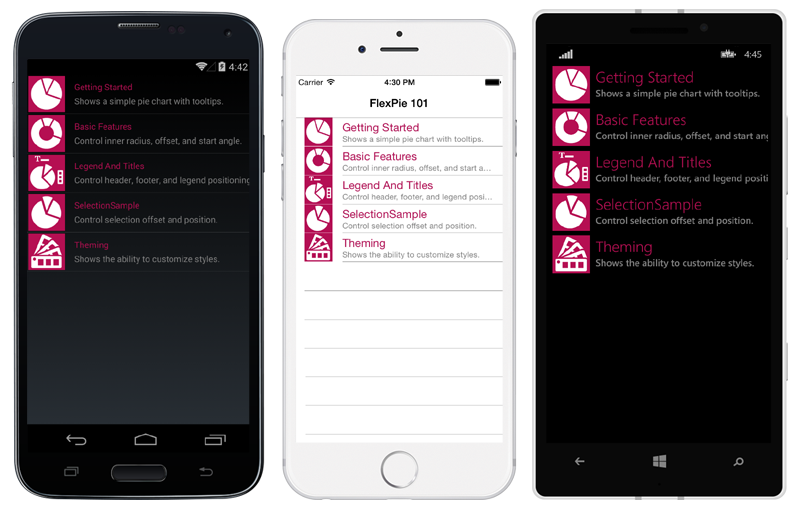 4:42
Getting Started
Shows a simple pie chart with tooltips.
Basic Features
Control inner radius, offset, and start angle.
Legend And Titles
Control header, footer, and legend positioning
SelectionSample
Control selection offset and position.
Theming
Shows the ability to customize styles.
Carrier 4:30 PM
FlexPie 101
Getting Started
Shows a simple pie chart with tooltips.
Basic Features
Control inner radius, offset, and start a...
Legend And Titles
Control header, footer, and legend posi...
SelectionSample
Control selection offset and position.
Theming
Shows the ability to customize styles.
4:45
Getting Started
Shows a simple pie chart with tooltips.
Basic Features
Control inner radius, offset, and start ang
Legend And Titles
Control header, footer, and legend positi
SelectionSample
Control selection offset and position.
Theming
Shows the ability to customize styles.